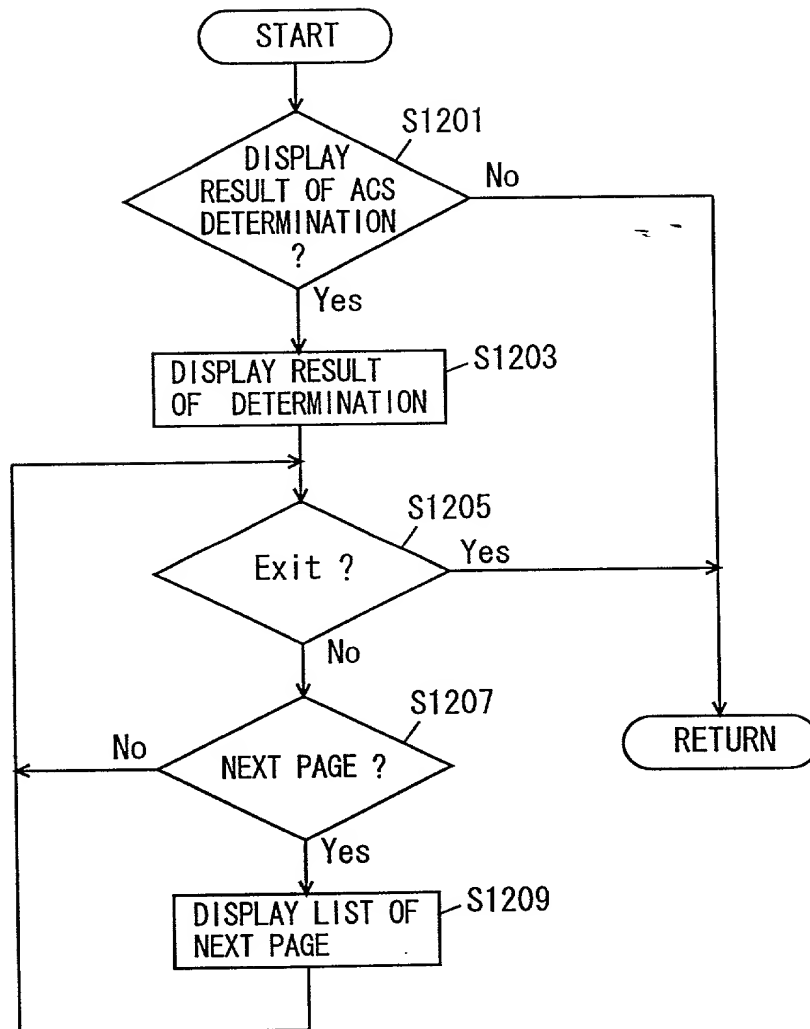 START
S1201
DISPLAY
RESULT OF ACS
DETERMINATION
?
No
Yes
S1203
DISPLAY RESULT
OF DETERMINATION
S1205
Exit ?
Yes
No
S1207
NEXT PAGE ?
No
RETURN
Yes
S1209
DISPLAY LIST OF
NEXT PAGE